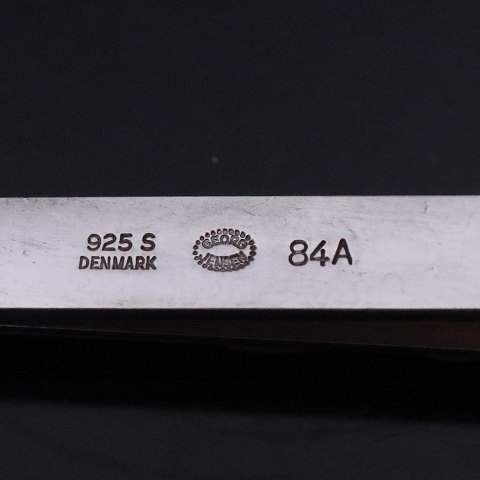 925 S
DENMARK
GEORG
JENSEN
84A